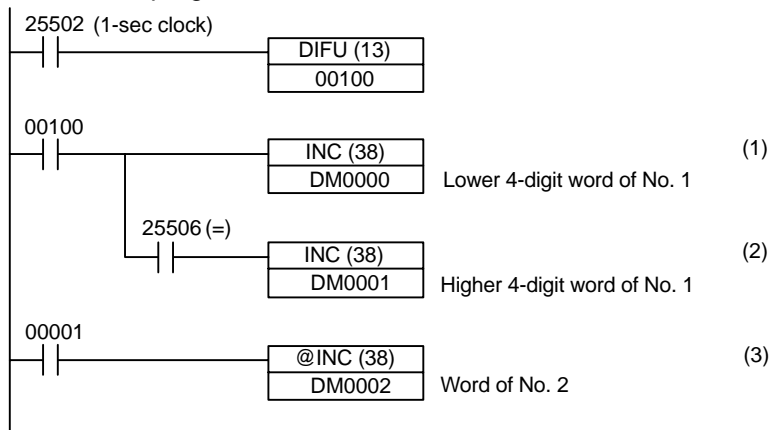 25502 (1-sec clock)
DIFU (13)
00100
00100
INC (38)
(1)
DM0000
Lower 4-digit word of No. 1
25506 (=)
INC (38)
(2)
DM0001
Higher 4-digit word of No. 1
00001
@INC (38)
(3)
DM0002
Word of No. 2